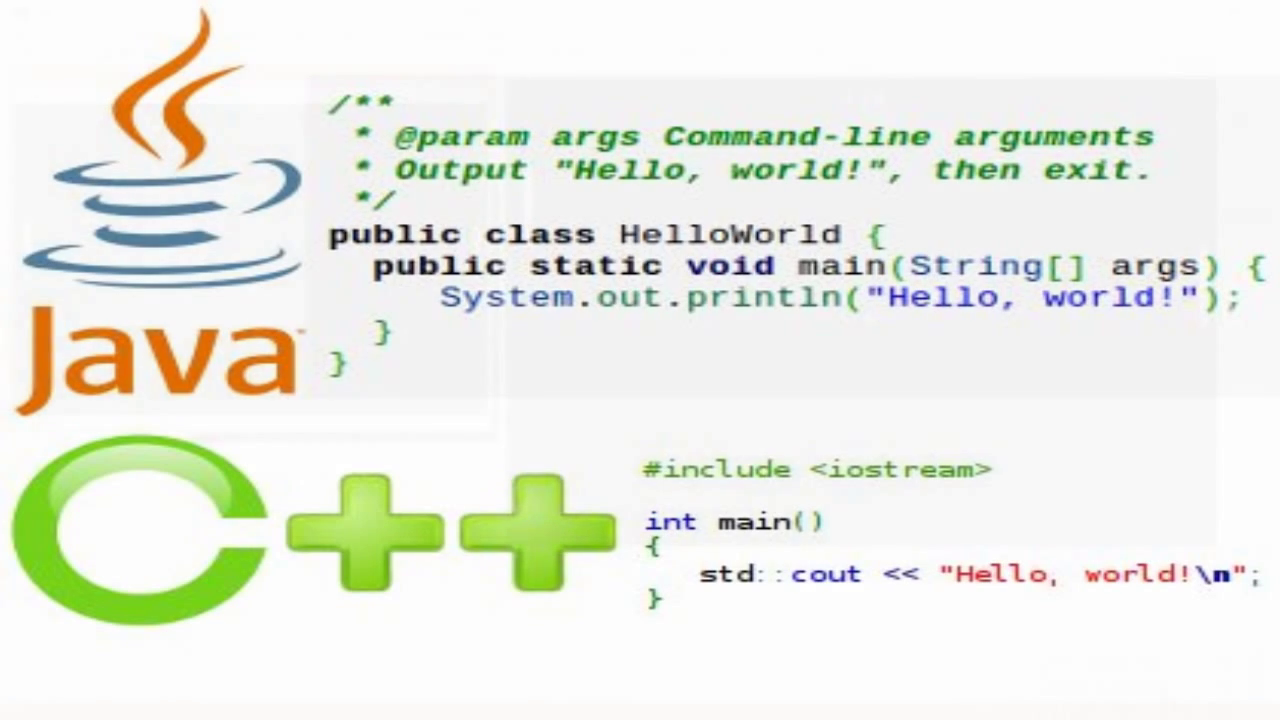 /**
* @param args Command-line arguments
* Output "Hello, world!", then exit.
*/
public class HelloWorld {
public static void main(String[] args) {
System.out.println("Hello, world!");
}
}
Java
C++
#include <iostream>
int main()
{
std::cout << "Hello, world!\n";
}